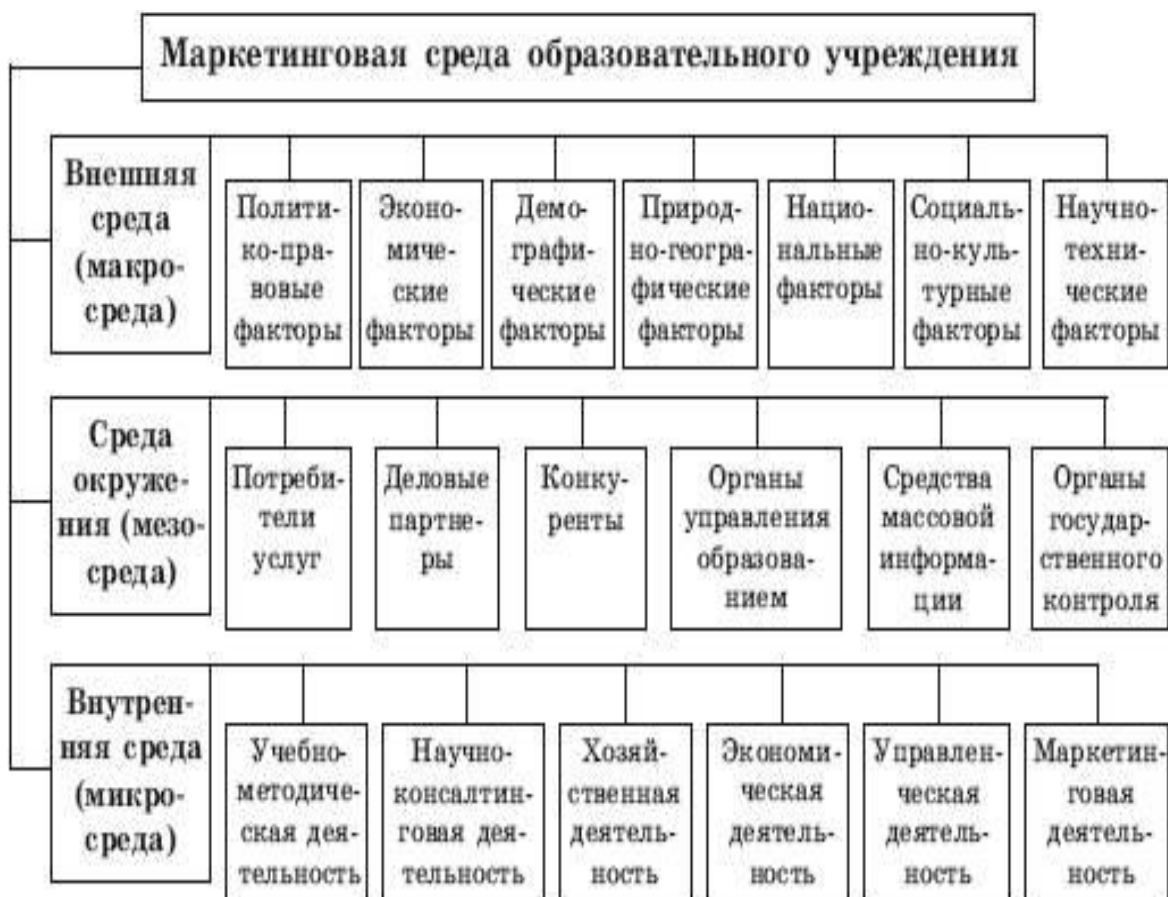 Маркетинговая среда образовательного учреждения
Внешняя
среда
(макро-
среда)
Полити-
ко-пра-
вовые
факторы
Эконо-
миче-
ские
факторы
Демо-
графи-
ческие
факторы
Природ-
но-геогра-
фические
факторы
Нацио-
нальные
факторы
Социаль-
но-куль-
турные
факторы
Научно-
техни-
ческие
факторы
Среда
окруже-
ния (мезо-
среда)
Потреби-
тели
услуг
Деловые
партне-
ры
Конку-
ренты
Органы
управления
образова-
нием
Средства
массовой
информа-
ции
Органы
государ-
ственного
контроля
Внутрен-
няя среда
(микро-
среда)
Учебно-
методиче-
ская дея-
тельность
Научно-
консалтин-
говая дея-
тельность
Хозяй-
ственная
деятель-
ность
Экономи-
ческая
деятель-
ность
Управлен-
ческая
деятель-
ность
Маркетин-
говая
деятель-
ность